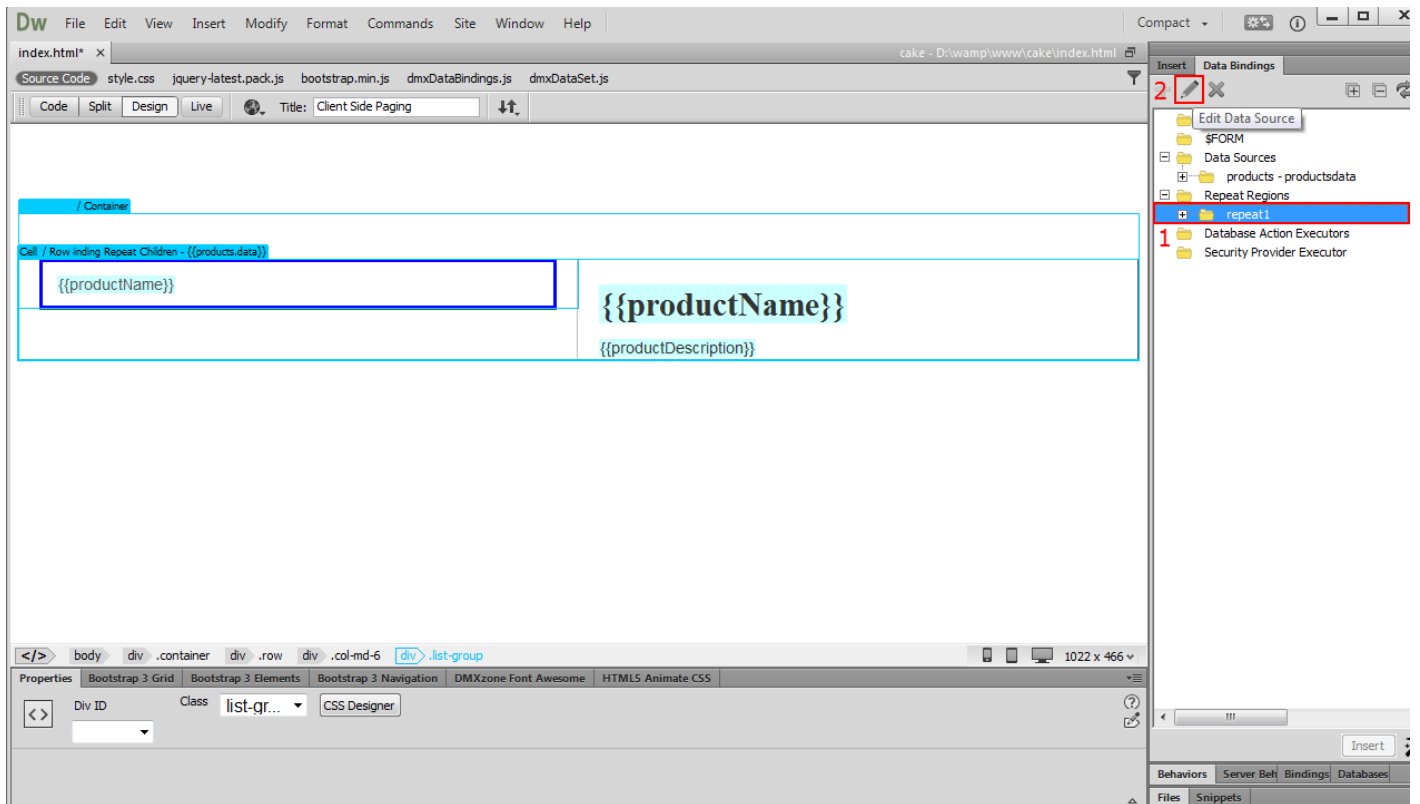 Dw File Edit View Insert Modify Format Commands Site Window Help Compact
index.html* × cake - D:\wamp\www\cake\index.html
Source Code style.css jquery-latest.pack.js bootstrap.min.js dmxDataBindings.js dmxDataSet.js
Code Split Design Live Title: Client Side Paging
/ Container
Cell / Row inding Repeat Children - {{products.data}}
{{productName}}
{{productName}}
{{productDescription}}
</> body div .container div .row div .col-md-6 div .list-group 1022 x 466
Properties Bootstrap 3 Grid Bootstrap 3 Elements Bootstrap 3 Navigation DMXzone Font Awesome HTML5 Animate CSS
Div ID Class list-gr... CSS Designer
Insert Data Bindings
2
Edit Data Source
$FORM
Data Sources
products - productsdata
Repeat Regions
repeat1
1
Database Action Executors
Security Provider Executor
Insert
Behaviors Server Beh Bindings Databases
Files Snippets